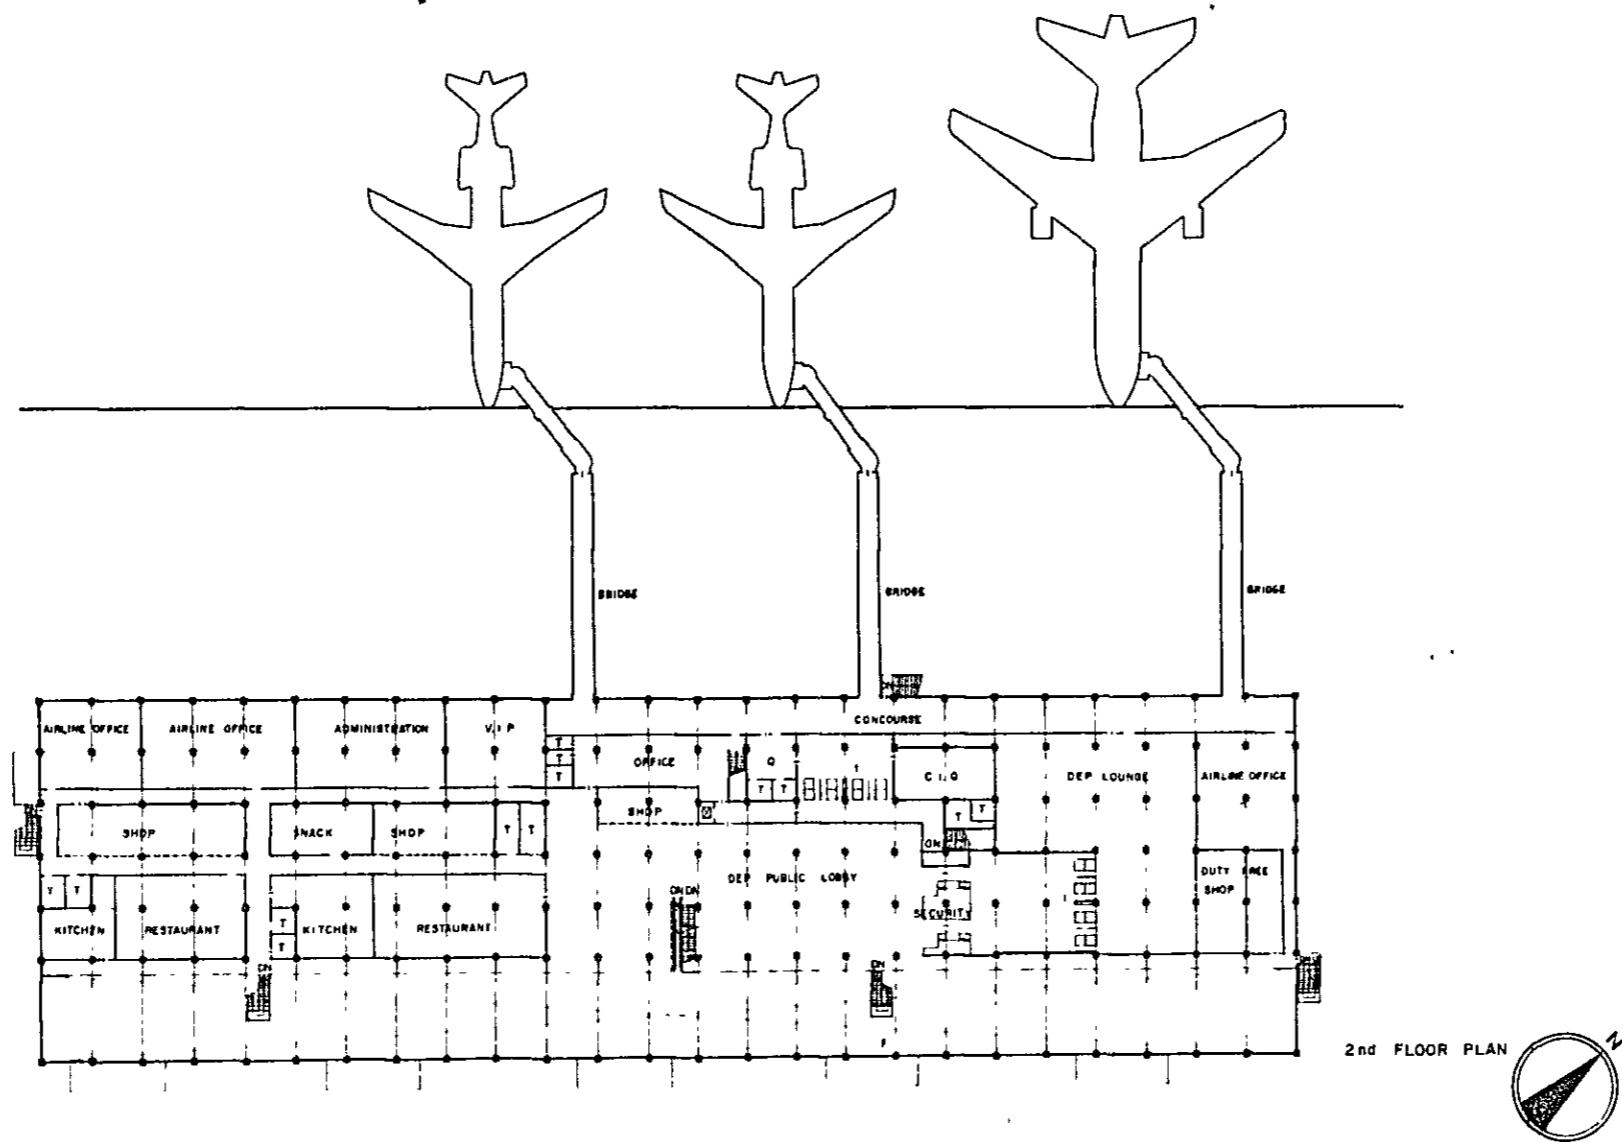 BRIDGE
BRIDGE
BRIDGE
CONCOURSE
AIRLINE OFFICE
AIRLINE OFFICE
ADMINISTRATION
V.I P
T
T
T
OFFICE
Q
T T
C I Q
DEP LOUNGE
AIRLINE OFFICE
SHOP
SNACK
SHOP
T T
SHOP
T
T
DN
DEP PUBLIC LOBBY
DUTY FREE
SHOP
T T
KITCHEN
RESTAURANT
T
T
KITCHEN
RESTAURANT
DN DN
SECURITY
DN
DN
2nd FLOOR PLAN
N